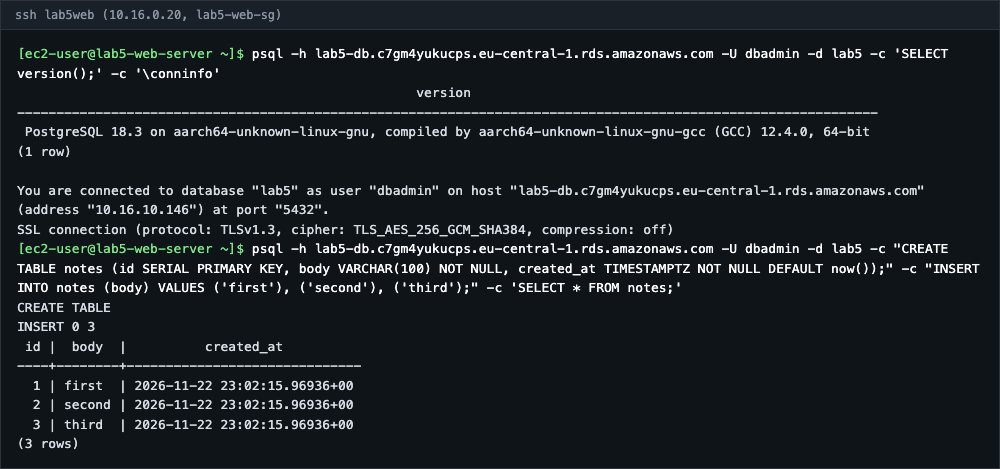 ssh lab5web (10.16.0.20, lab5-web-sg)
[ec2-user@lab5-web-server ~]$ psql -h lab5-db.c7gm4yukucps.eu-central-1.rds.amazonaws.com -U dbadmin -d lab5 -c 'SELECT
version();' -c '\conninfo'
                                                 version
---------------------------------------------------------------------------------------------------------
 PostgreSQL 18.3 on aarch64-unknown-linux-gnu, compiled by aarch64-unknown-linux-gnu-gcc (GCC) 12.4.0, 64-bit
(1 row)

You are connected to database "lab5" as user "dbadmin" on host "lab5-db.c7gm4yukucps.eu-central-1.rds.amazonaws.com"
(address "10.16.10.146") at port "5432".
SSL connection (protocol: TLSv1.3, cipher: TLS_AES_256_GCM_SHA384, compression: off)
[ec2-user@lab5-web-server ~]$ psql -h lab5-db.c7gm4yukucps.eu-central-1.rds.amazonaws.com -U dbadmin -d lab5 -c "CREATE
TABLE notes (id SERIAL PRIMARY KEY, body VARCHAR(100) NOT NULL, created_at TIMESTAMPTZ NOT NULL DEFAULT now());" -c "INSERT
INTO notes (body) VALUES ('first'), ('second'), ('third');" -c 'SELECT * FROM notes;'
CREATE TABLE
INSERT 0 3
 id |  body  |          created_at
----+--------+------------------------------
  1 | first  | 2026-11-22 23:02:15.96936+00
  2 | second | 2026-11-22 23:02:15.96936+00
  3 | third  | 2026-11-22 23:02:15.96936+00
(3 rows)